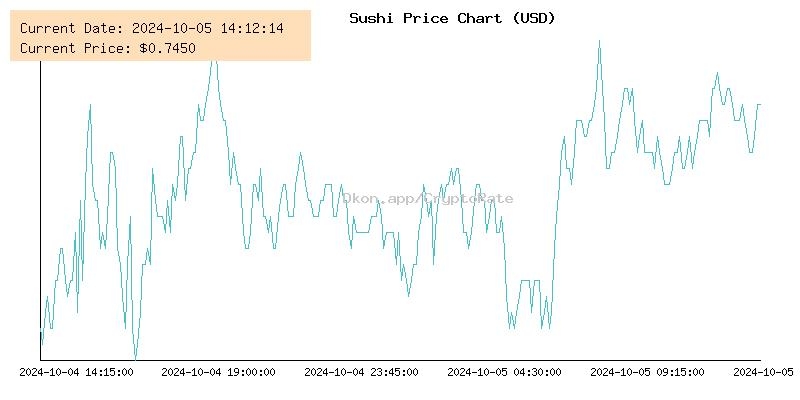 Sushi Price Chart (USD)
Current Date: 2024-10-05 14:12:14
Current Price: $0.7450
Dkon.app/CryptoRate
2024-10-04 14:15:00 2024-10-04 19:00:00 2024-10-04 23:45:00 2024-10-05 04:30:00 2024-10-05 09:15:00 2024-10-05